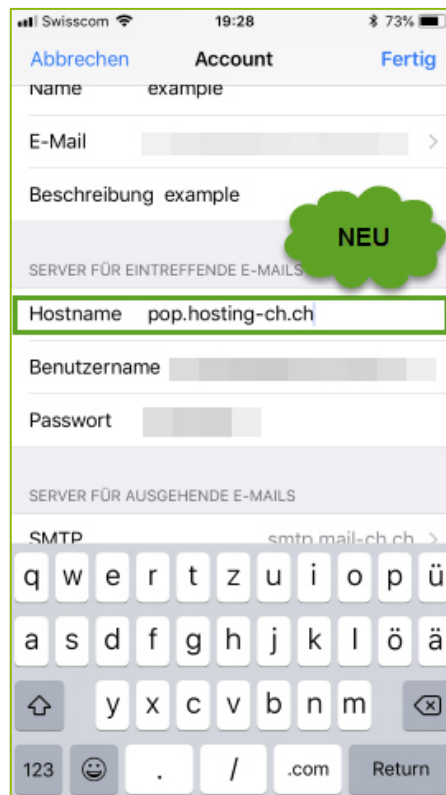 Swisscom 19:28 73%
Abbrechen Account Fertig
Name example
E-Mail
Beschreibung example
NEU
SERVER FÜR EINTREFFENDE E-MAILS
Hostname pop.hosting-ch.ch
Benutzername
Passwort
SERVER FÜR AUSGEHENDE E-MAILS
SMTP smtp.mail-ch.ch
q w e r t z u i o p ü
a s d f g h j k l ö ä
y x c v b n m
123 . / .com Return